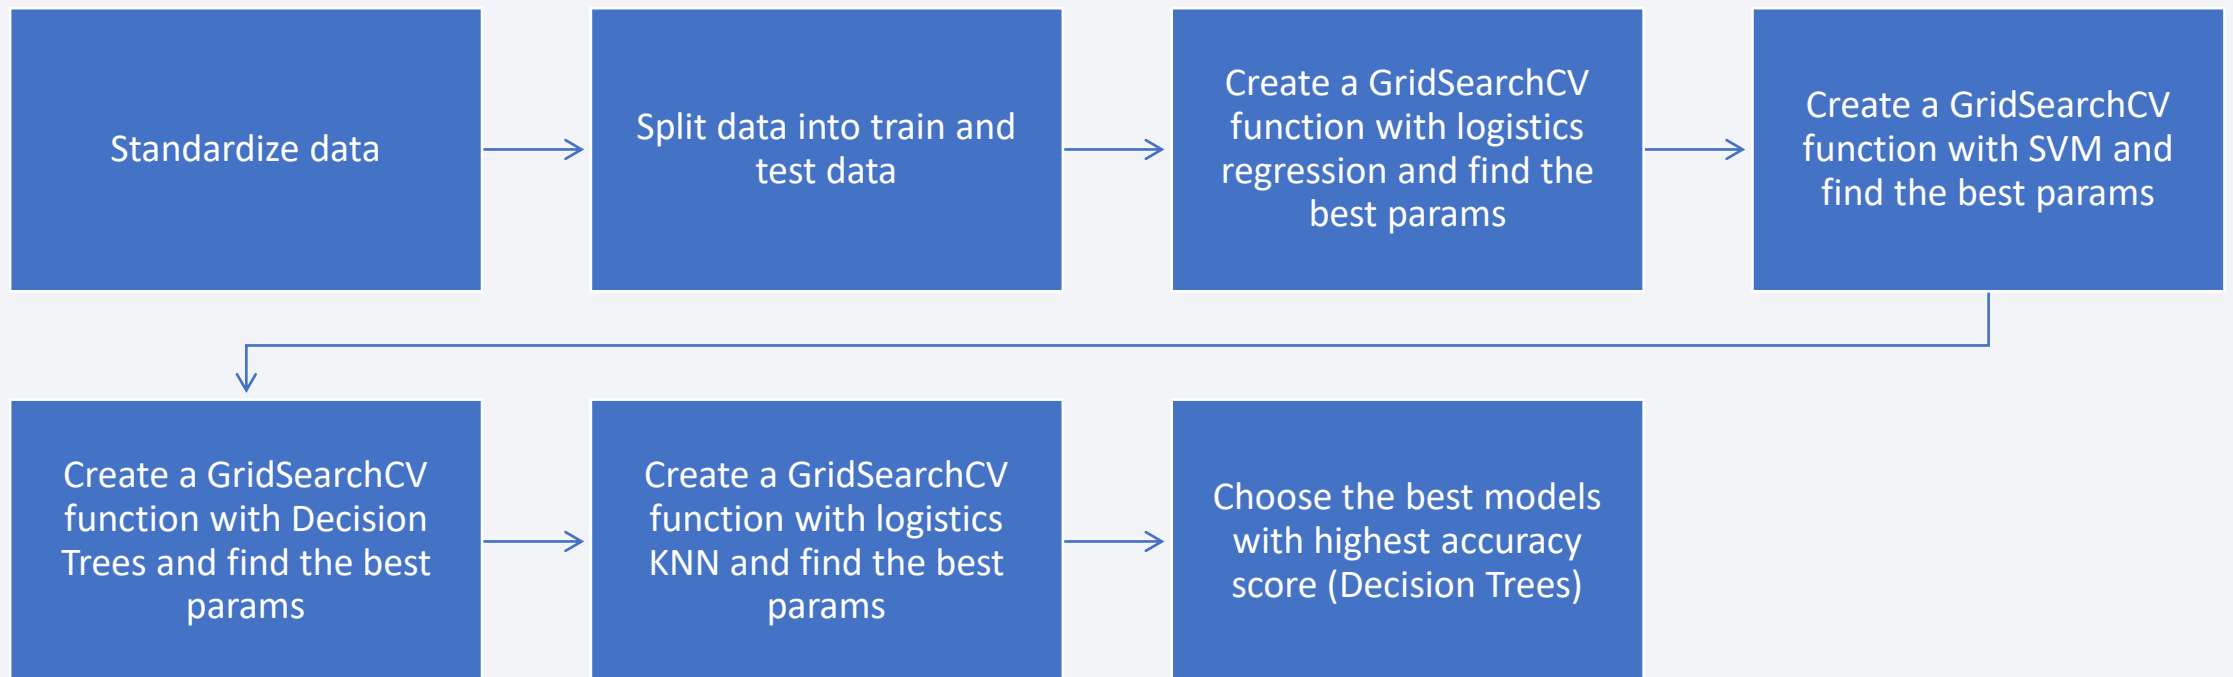 Standardize data
Split data into train and
test data
Create a GridSearchCV
function with logistics
regression and find the
best params
Create a GridSearchCV
function with SVM and
find the best params
Create a GridSearchCV
function with Decision
Trees and find the best
params
Create a GridSearchCV
function with logistics
KNN and find the best
params
Choose the best models
with highest accuracy
score (Decision Trees)